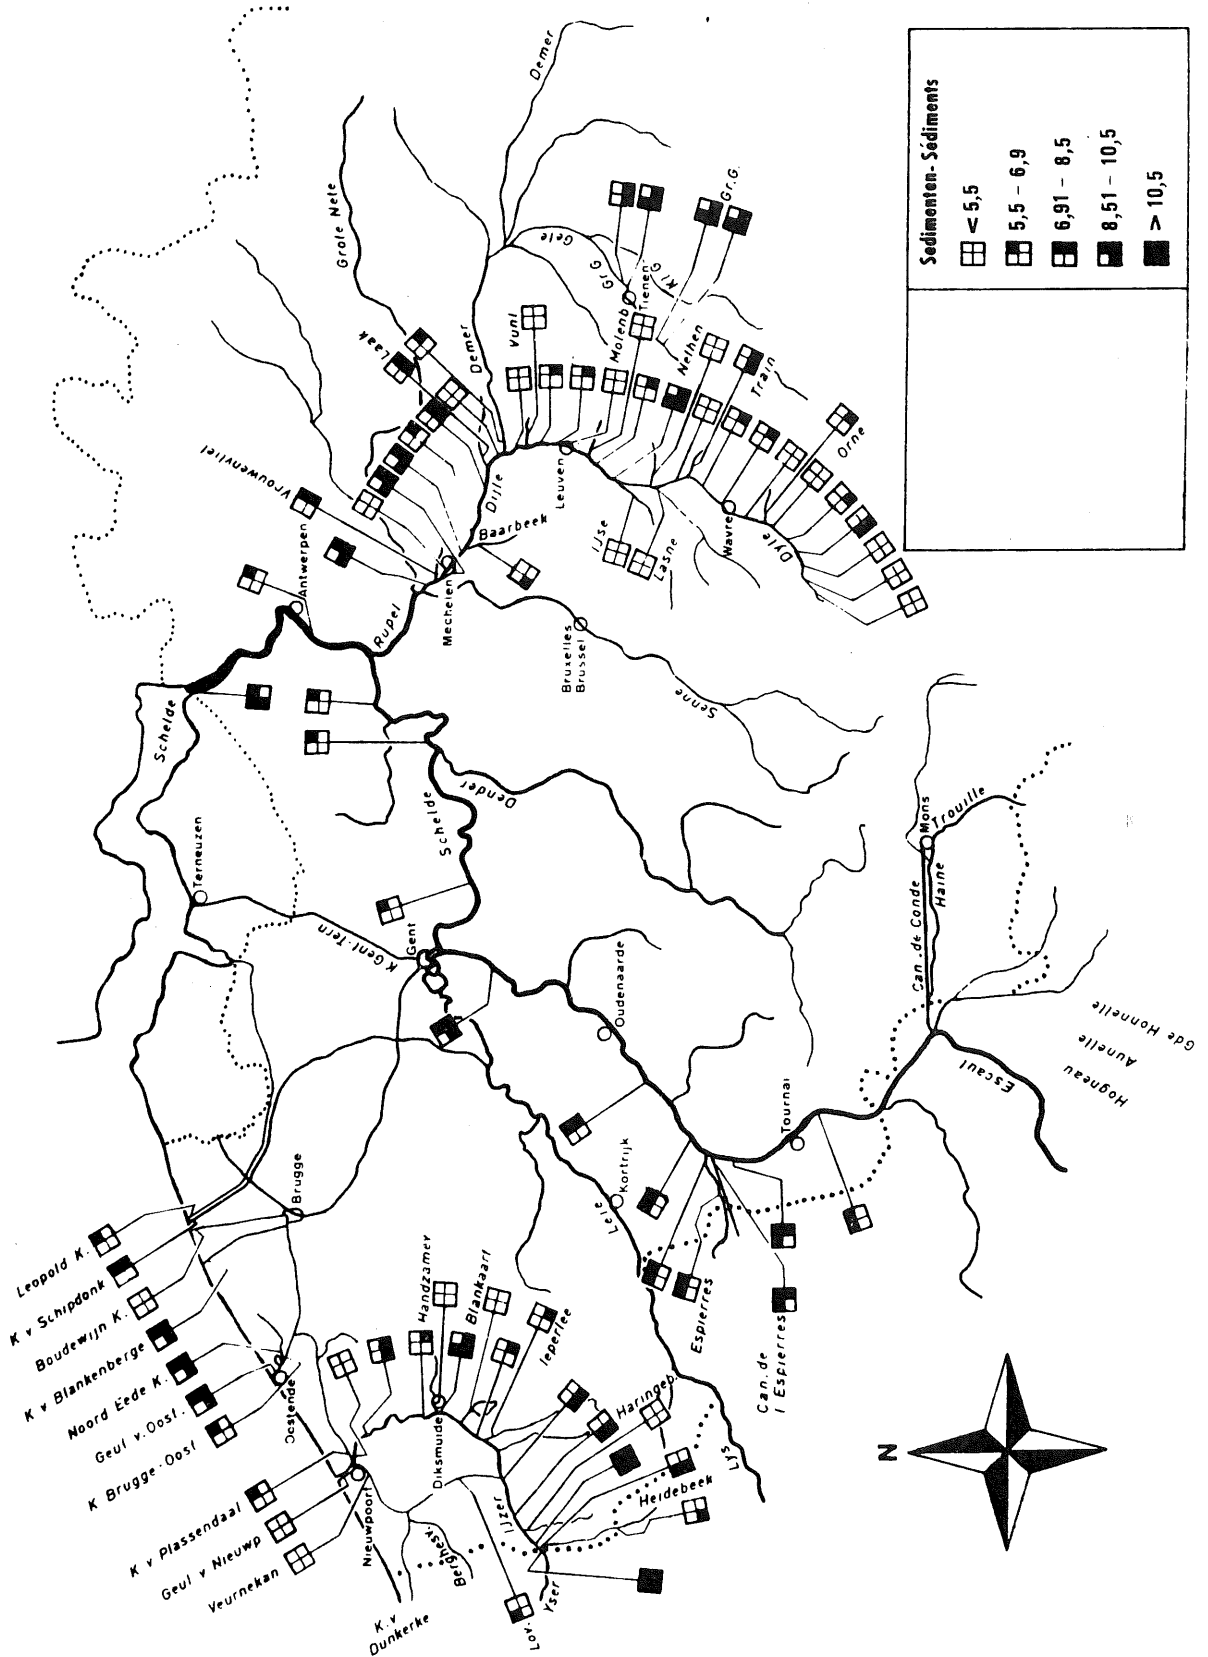 Sedimenten-Sédiments
< 5,5
5,5 - 6,9
6,91 - 8,5
8,51 - 10,5
> 10,5
Demer
Grote Nete
Gete
Gr.G.
Gr.G
Kl G
Tienen
Molenb
Vunt
Laak
Demer
Nethen
Train
Orne
Vrouwenvliet
Antwerpen
Dijle
Leuven
Baarbeek
IJse
Lasne
Wavre
Dyle
Rupel
Mechelen
Bruxelles
Brussel
Senne
Schelde
Terneuzen
Schelde
Dender
K Gent-Tern
Gent
Oudenaarde
Mons
Trouille
Can. de Conde
Haine
Gde Honnelle
Aunelle
Hogneau
Escaut
Tournai
Kortrijk
Leie
Brugge
Leopold K.
K v Schipdonk
Boudewijn K.
K v Blankenberge
Noord Eede K.
Geul v. Oost.
K Brugge-Oost
Oostende
K v Plassendaal
Geul v Nieuwp
Veurnekan
Nieuwpoort
Handzamev
Blankaart
Ieperlee
Diksmuide
Espierres
Can. de
l Espierres
Haringeb.
Heidebeek
Lys
IJzer
Yser
Bergnesv.
Lov.
K.v
Dunkerke
N